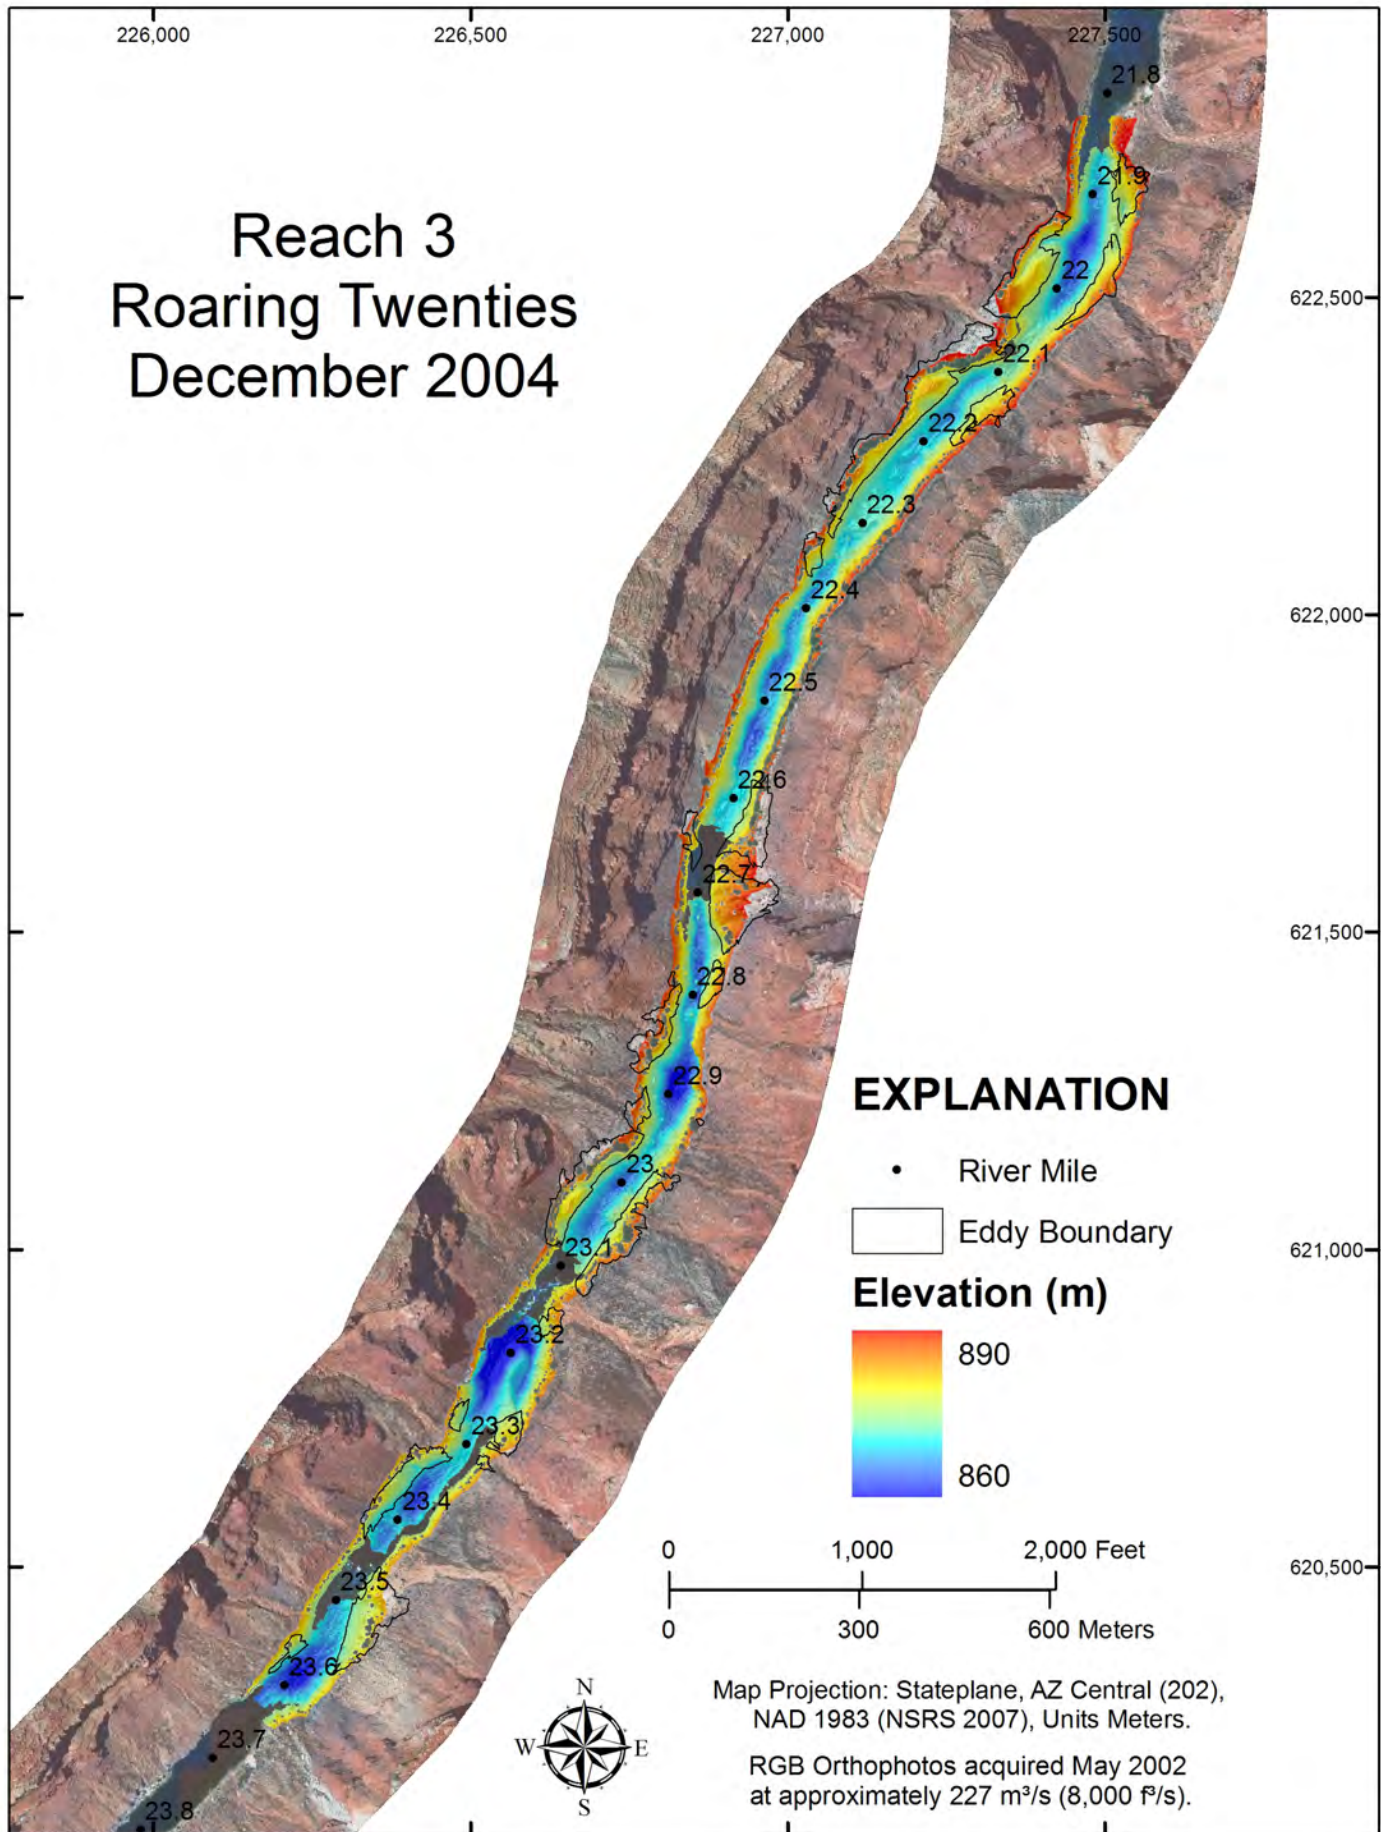 226,000 226,500 227,000 227,500
21.8
21.9
Reach 3
Roaring Twenties
December 2004
22
622,500
22.1
22.2
22.3
22.4
622,000
22.5
22.6
22.7
621,500
22.8
22.9
EXPLANATION
River Mile
23
Eddy Boundary
23.1
621,000
Elevation (m)
23.2
890
23.3
860
23.4
0 1,000 2,000 Feet
620,500
23.5
0 300 600 Meters
23.6
N
W E
S
Map Projection: Stateplane, AZ Central (202),
NAD 1983 (NSRS 2007), Units Meters.
23.7
RGB Orthophotos acquired May 2002
at approximately 227 m³/s (8,000 f³/s).
23.8